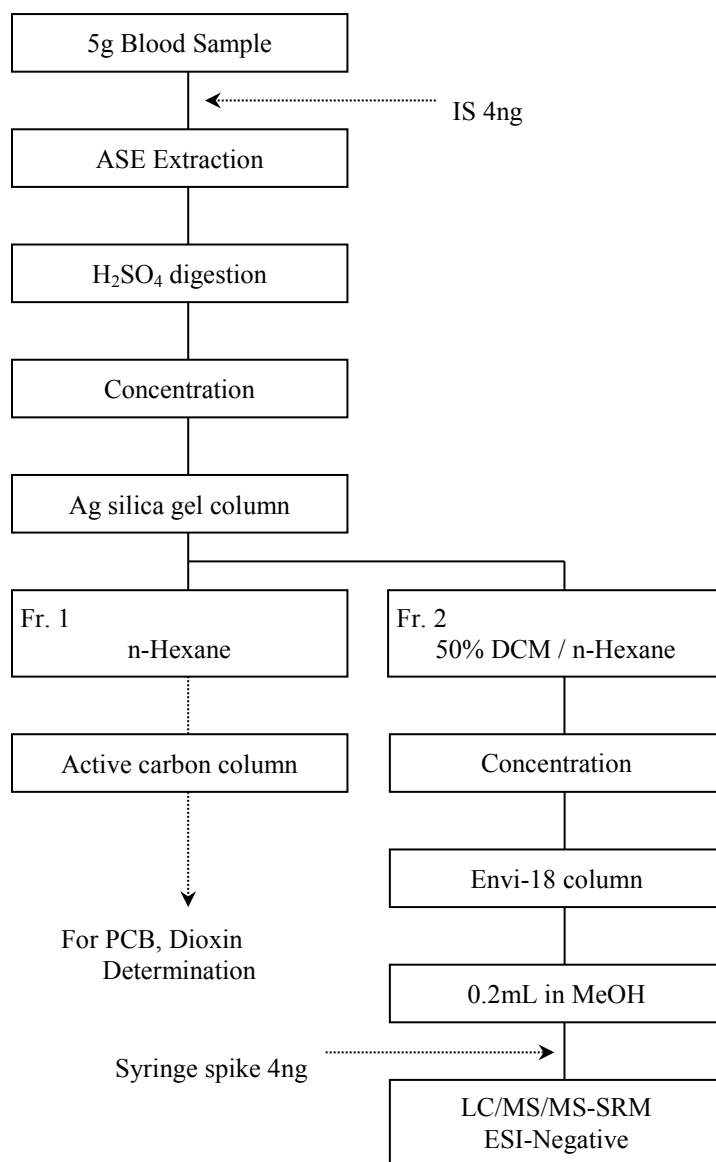 5g Blood Sample
IS 4ng
ASE Extraction
H₂SO₄ digestion
Concentration
Ag silica gel column
Fr. 1
n-Hexane
Fr. 2
50% DCM / n-Hexane
Active carbon column
Concentration
Envi-18 column
For PCB, Dioxin
Determination
0.2mL in MeOH
Syringe spike 4ng
LC/MS/MS-SRM
ESI-Negative